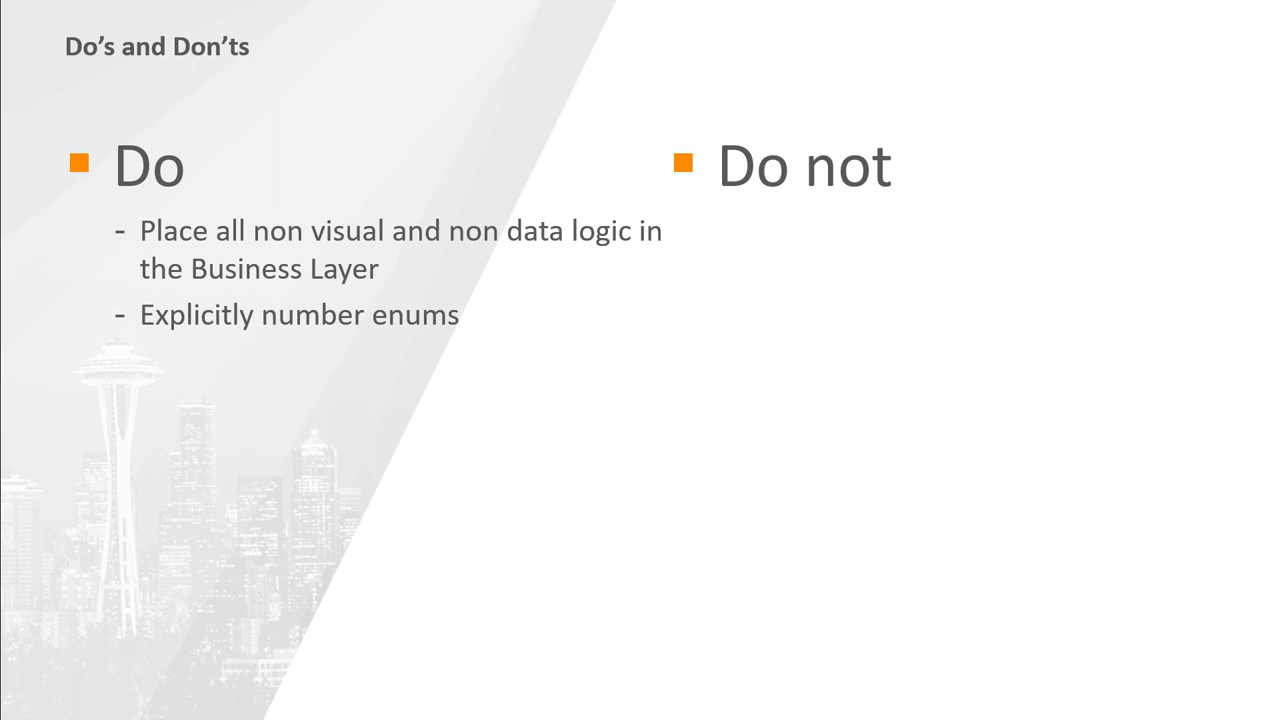 Do’s and Don’ts
Do
- Place all non visual and non data logic in
the Business Layer
- Explicitly number enums
Do not